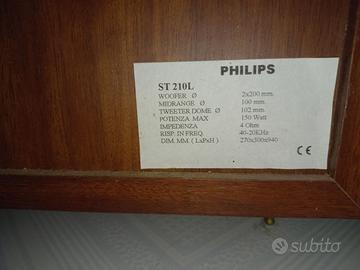 PHILIPS
ST 210L
WOOFER Ø 2x200 mm.
MIDRANGE Ø 100 mm.
TWEETER DOME Ø 102 mm.
POTENZA MAX 150 Watt
IMPEDENZA 4 Ohm
RISP. IN FREQ. 40-20KHz
DIM. MM. ( LxPxH ) 270x300x940
CE
subito